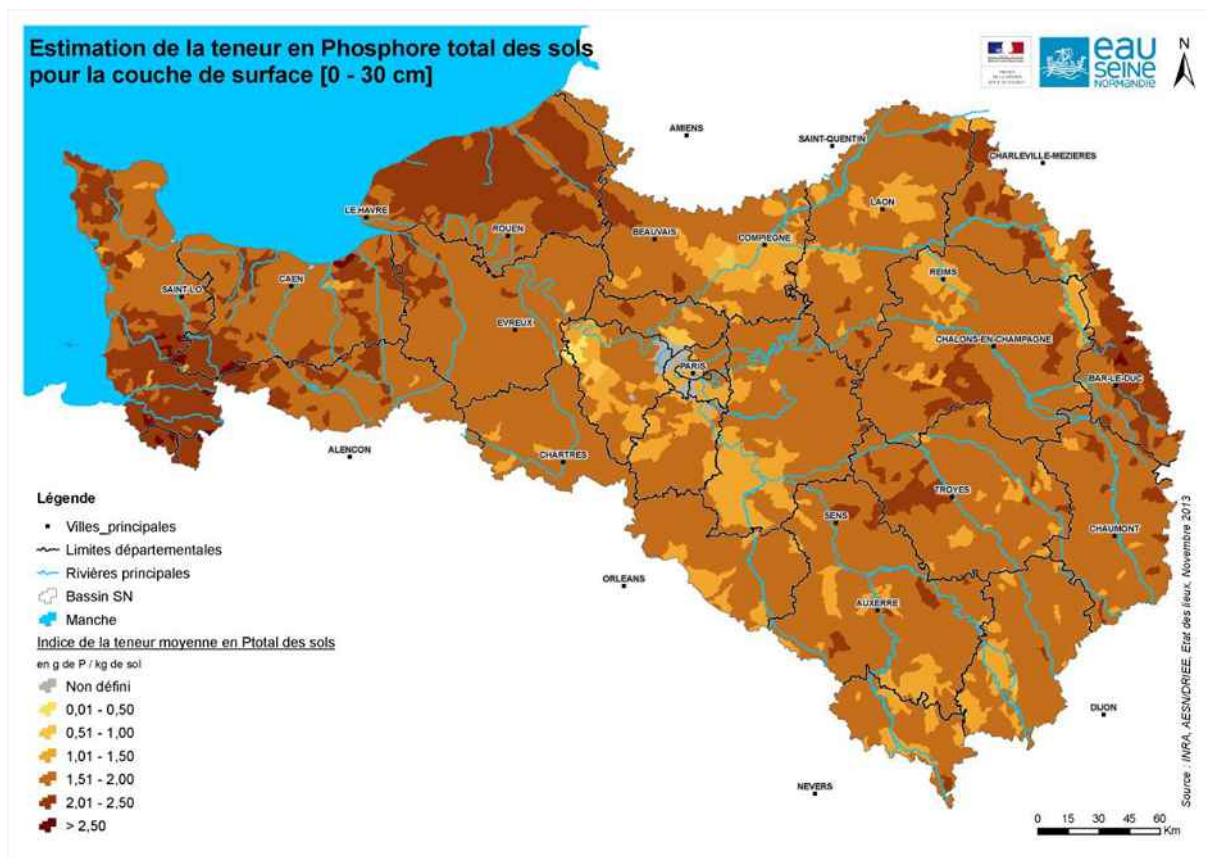 Estimation de la teneur en Phosphore total des sols
pour la couche de surface [0 - 30 cm]
eau
SEINE
NORMANDIE
N
AMIENS
SAINT-QUENTIN
CHARLEVILLE-MEZIERES
LE HAVRE
ROUEN
BEAUVAIS
COMPIEGNE
LAON
REIMS
CAEN
SAINT-LO
EVREUX
PARIS
CHALONS-EN-CHAMPAGNE
BAR-LE-DUC
ALENCON
CHARTRES
TROYES
SENS
CHAUMONT
ORLEANS
AUXERRE
DIJON
NEVERS
Légende
Villes_principales
Limites départementales
Rivières principales
Bassin SN
Manche
Indice de la teneur moyenne en Ptotal des sols
en g de P / kg de sol
Non défini
0,01 - 0,50
0,51 - 1,00
1,01 - 1,50
1,51 - 2,00
2,01 - 2,50
> 2,50
Source : INRA, AESN/DRIEE, Etat des lieux, Novembre 2013
0 15 30 45 60
Km